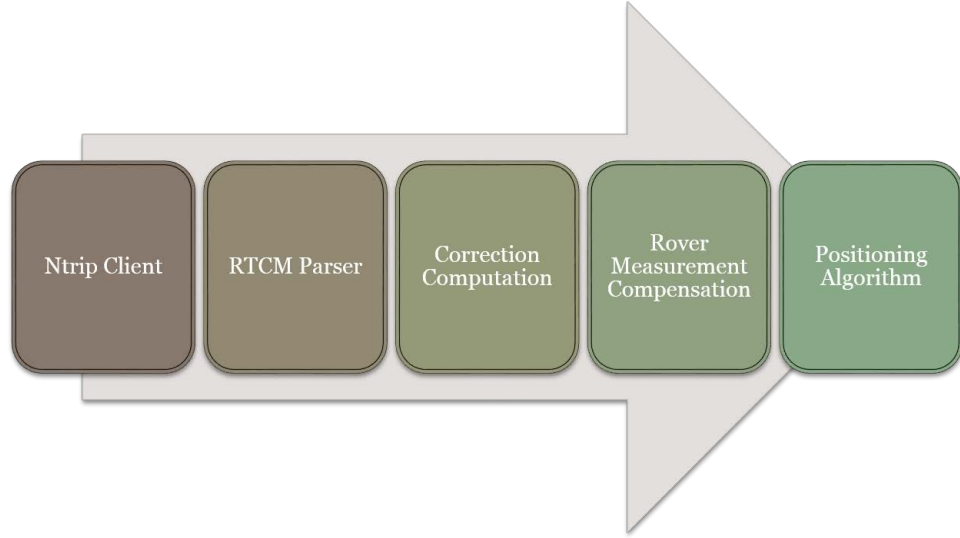 Ntrip Client
RTCM Parser
Correction
Computation
Rover
Measurement
Compensation
Positioning
Algorithm